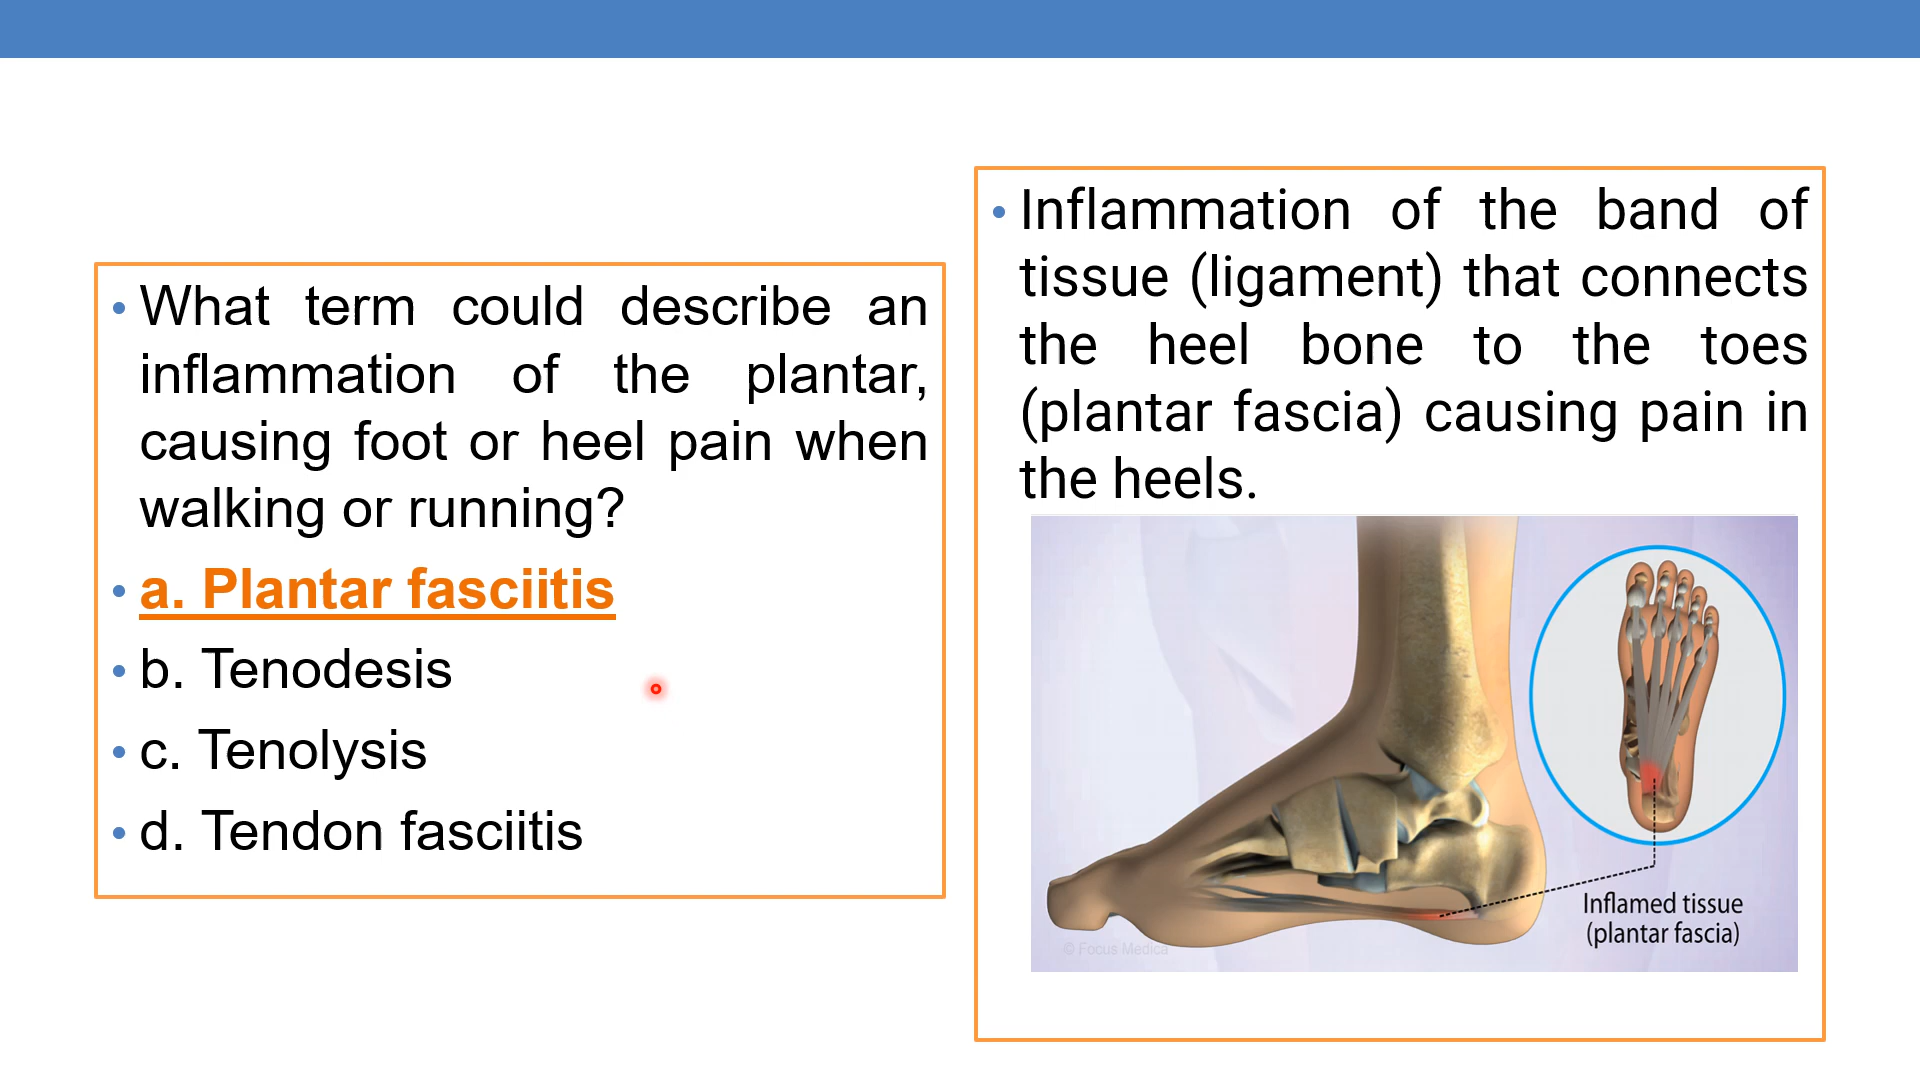 • What term could describe an
inflammation of the plantar,
causing foot or heel pain when
walking or running?
• a. Plantar fasciitis
• b. Tenodesis
• c. Tenolysis
• d. Tendon fasciitis
• Inflammation of the band of
tissue (ligament) that connects
the heel bone to the toes
(plantar fascia) causing pain in
the heels.
Inflamed tissue
(plantar fascia)
© Focus Medica